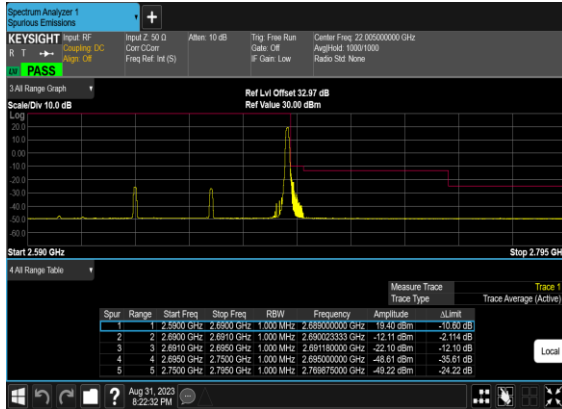 Spectrum Analyzer 1
Spurious Emissions
+
KEYSIGHT Input: RF Input Z: 50 Ω Atten: 10 dB Trig: Free Run Center Freq: 22.005000000 GHz
R T Coupling: DC Corr CCorr Gate: Off Avg|Hold: 1000/1000
Align: Off Freq Ref: Int (S) IF Gain: Low Radio Std: None
PASS
3 All Range Graph
Ref Lvl Offset 32.97 dB
Scale/Div 10.0 dB Ref Value 30.00 dBm
Log
20.0
10.0
0.00
-10.0
-20.0
-30.0
-40.0
-50.0
-60.0
Start 2.590 GHz Stop 2.795 GHz
4 All Range Table
Measure Trace Trace 1
Trace Type Trace Average (Active)
Spur Range Start Freq Stop Freq RBW Frequency Amplitude ΔLimit
1 1 2.5900 GHz 2.6900 GHz 1.000 MHz 2.689000000 GHz 19.40 dBm -10.60 dB
2 2 2.6900 GHz 2.6910 GHz 1.000 MHz 2.690023333 GHz -12.11 dBm -2.114 dB
3 3 2.6910 GHz 2.6950 GHz 1.000 MHz 2.691180000 GHz -22.10 dBm -12.10 dB
4 4 2.6950 GHz 2.7500 GHz 1.000 MHz 2.695000000 GHz -48.61 dBm -35.61 dB
5 5 2.7500 GHz 2.7950 GHz 1.000 MHz 2.769875000 GHz -49.22 dBm -24.22 dB
Local
? Aug 31, 2023
8:22:32 PM